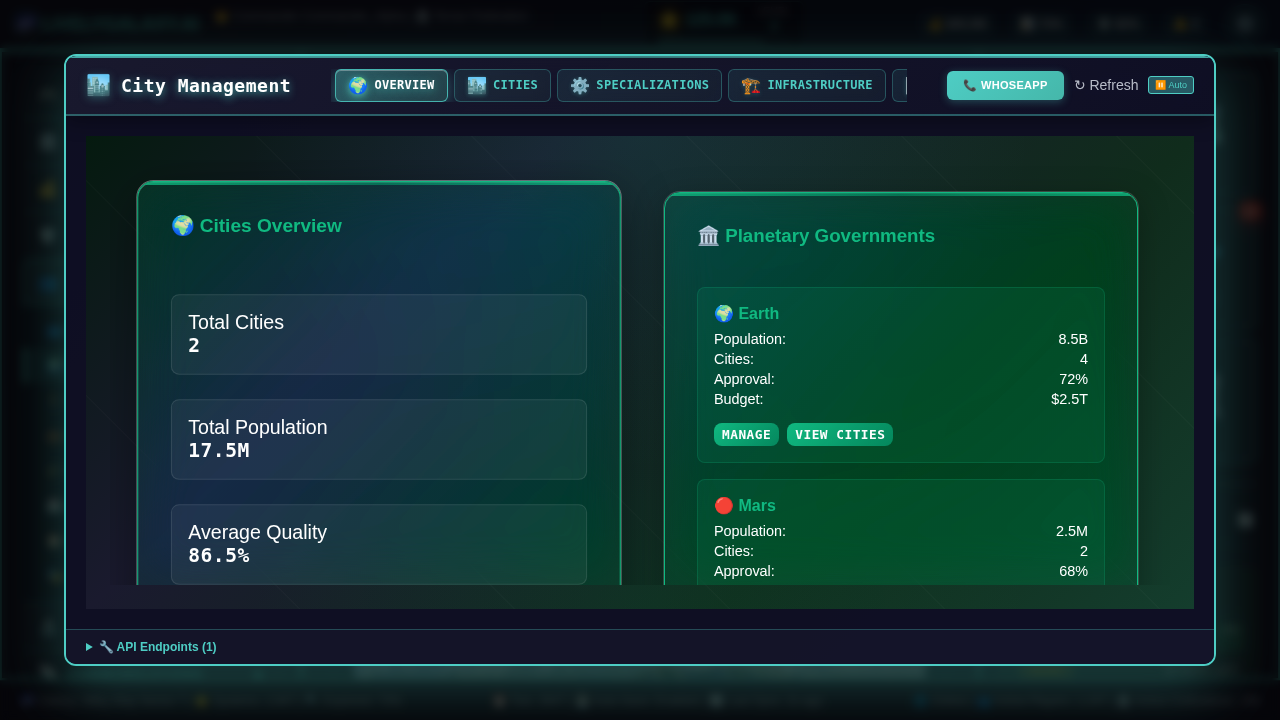 🏙️ City Management
🌍 OVERVIEW
🏙️ CITIES
⚙️ SPECIALIZATIONS
🏗️ INFRASTRUCTURE
📞 WHOSEAPP
↻ Refresh
⏸️ Auto
🌍 Cities Overview
Total Cities
2
Total Population
17.5M
Average Quality
86.5%
🏛️ Planetary Governments
🌍 Earth
Population: 8.5B
Cities: 4
Approval: 72%
Budget: $2.5T
MANAGE VIEW CITIES
🔴 Mars
Population: 2.5M
Cities: 2
Approval: 68%
▶ 🔧 API Endpoints (1)